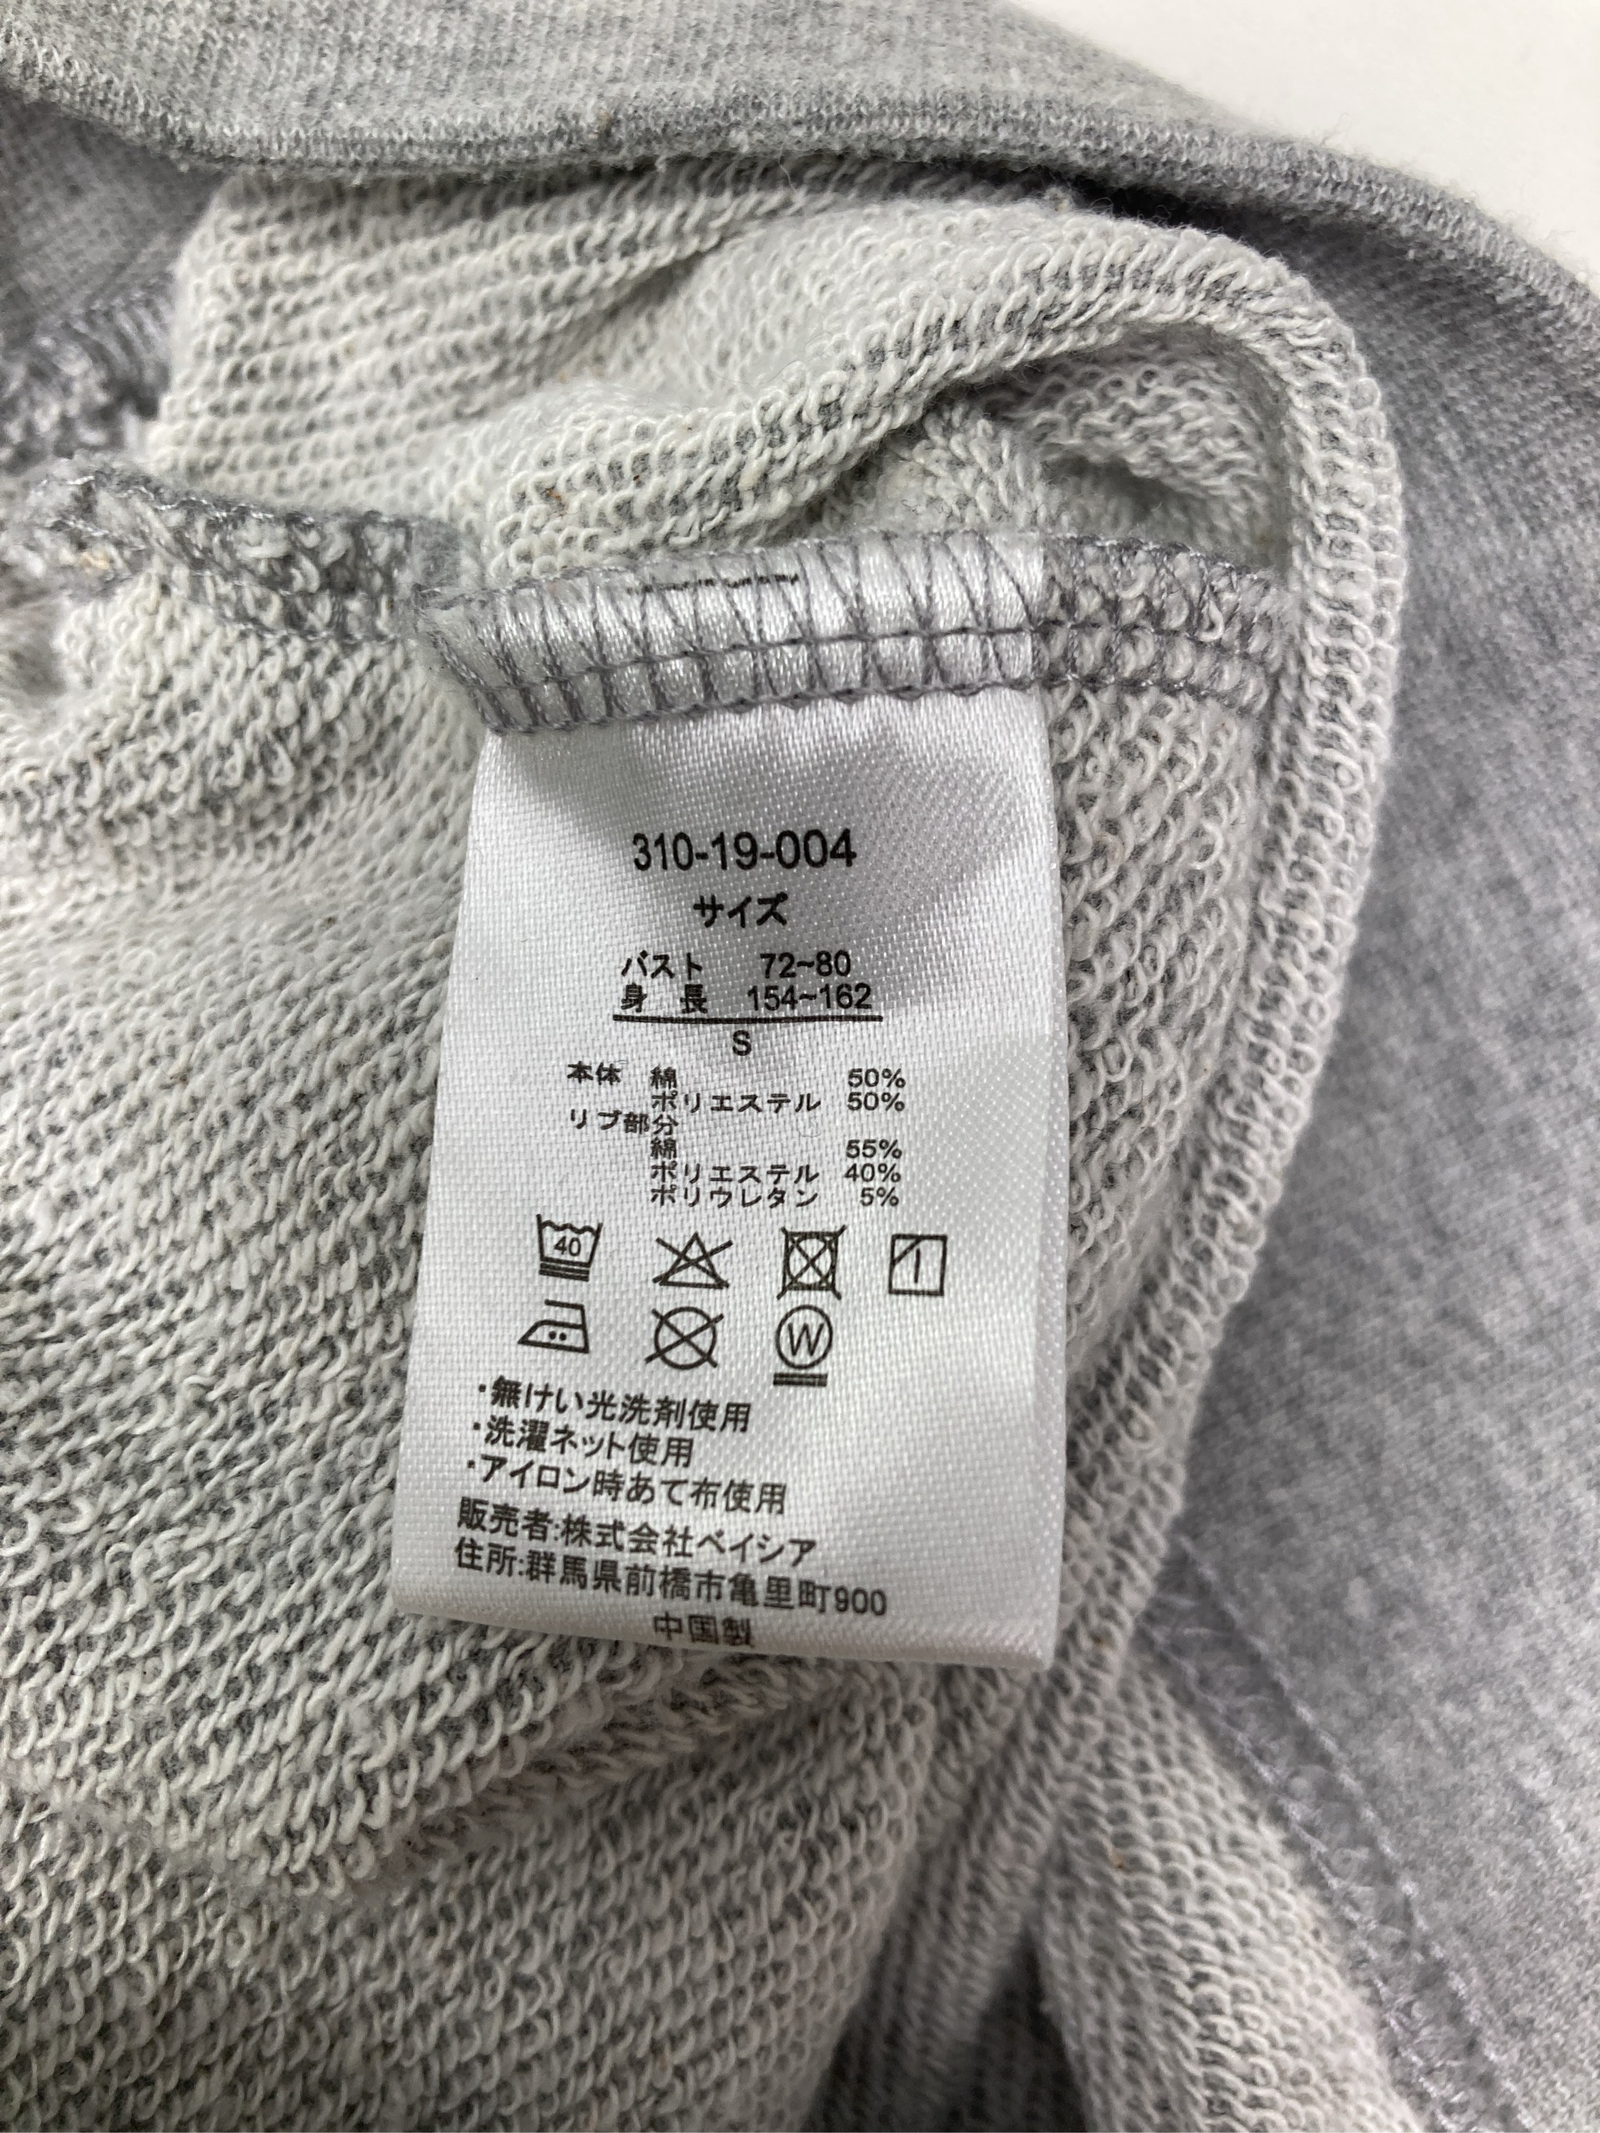 310-19-004
サイズ
バスト 72~80
身 長 154~162
S
本体 綿 50%
ポリエステル 50%
リブ部分
綿 55%
ポリエステル 40%
ポリウレタン 5%
40
W
・無けい光洗剤使用
・洗濯ネット使用
・アイロン時あて布使用
販売者:株式会社ベイシア
住所:群馬県前橋市亀里町900
中国製